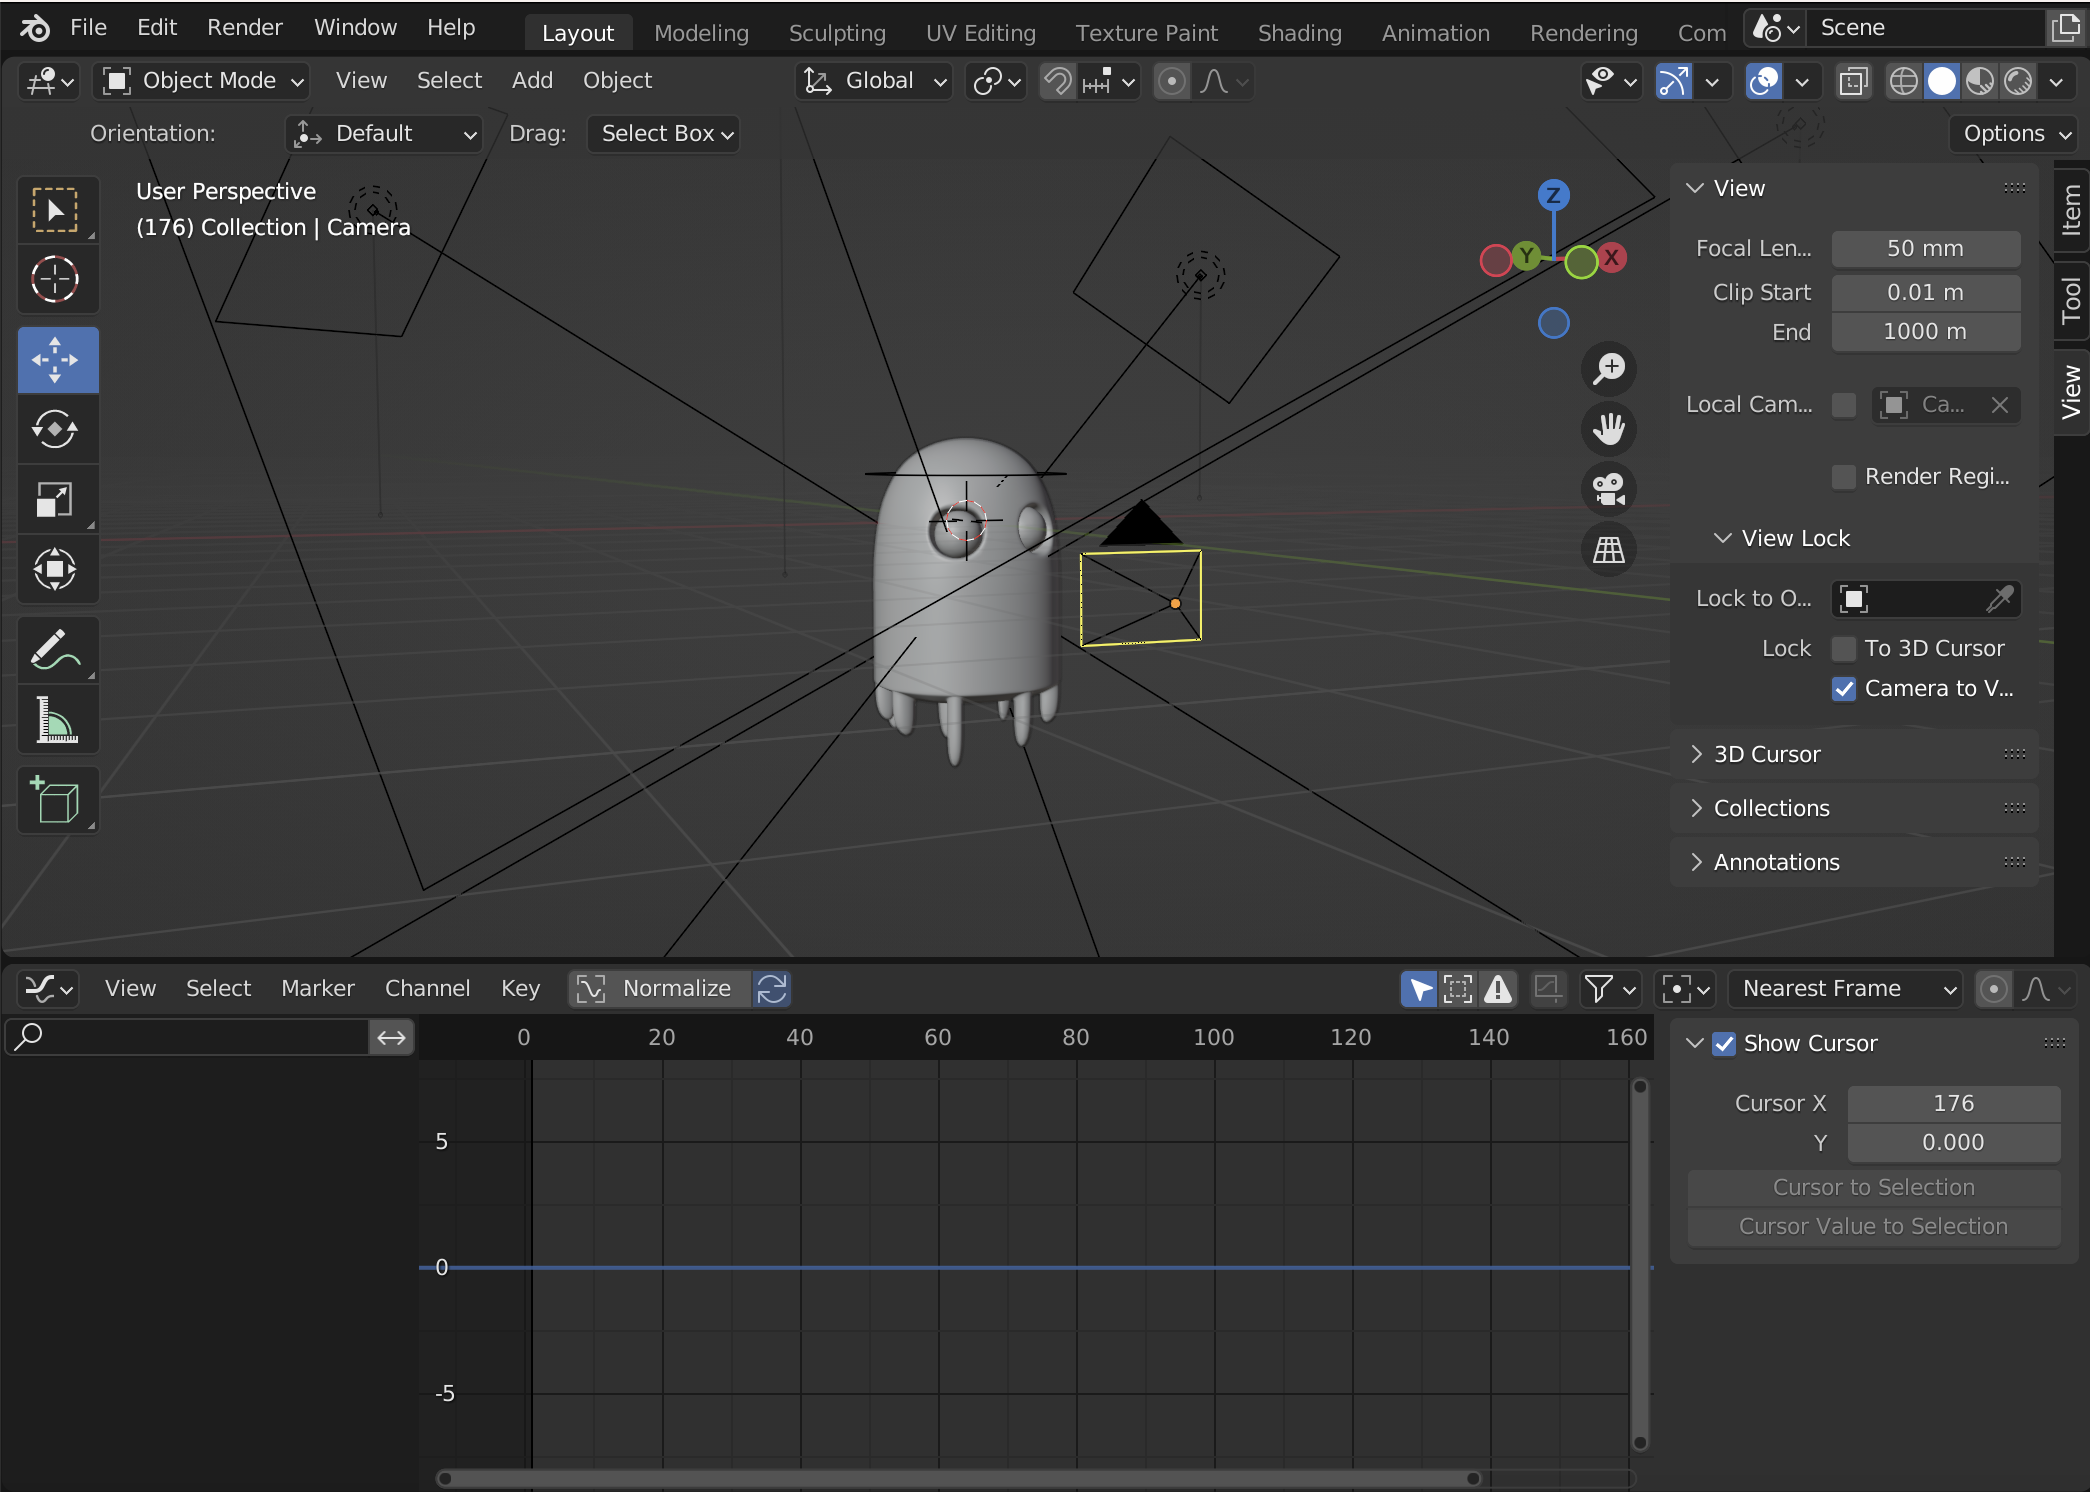 File Edit Render Window Help Layout Modeling Sculpting UV Editing Texture Paint Shading Animation Rendering Com Scene
Object Mode View Select Add Object Global
Orientation: Default Drag: Select Box Options
User Perspective
(176) Collection | Camera
Z
Y
X
View
Focal Len... 50 mm
Clip Start 0.01 m
End 1000 m
Local Cam... Ca...
Render Regi...
View Lock
Lock to O...
Lock To 3D Cursor
Camera to V...
3D Cursor
Collections
Annotations
Item
Tool
View
View Select Marker Channel Key Normalize Nearest Frame
0 20 40 60 80 100 120 140 160
5
0
-5
Show Cursor
Cursor X 176
Y 0.000
Cursor to Selection
Cursor Value to Selection